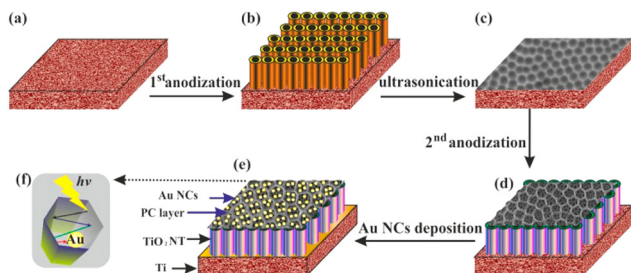 (a)
(b)
(c)
1st anodization
ultrasonication
2nd anodization
(f)
hν
Au
(e)
Au NCs
PC layer
TiO2 NT
Ti
(d)
Au NCs deposition